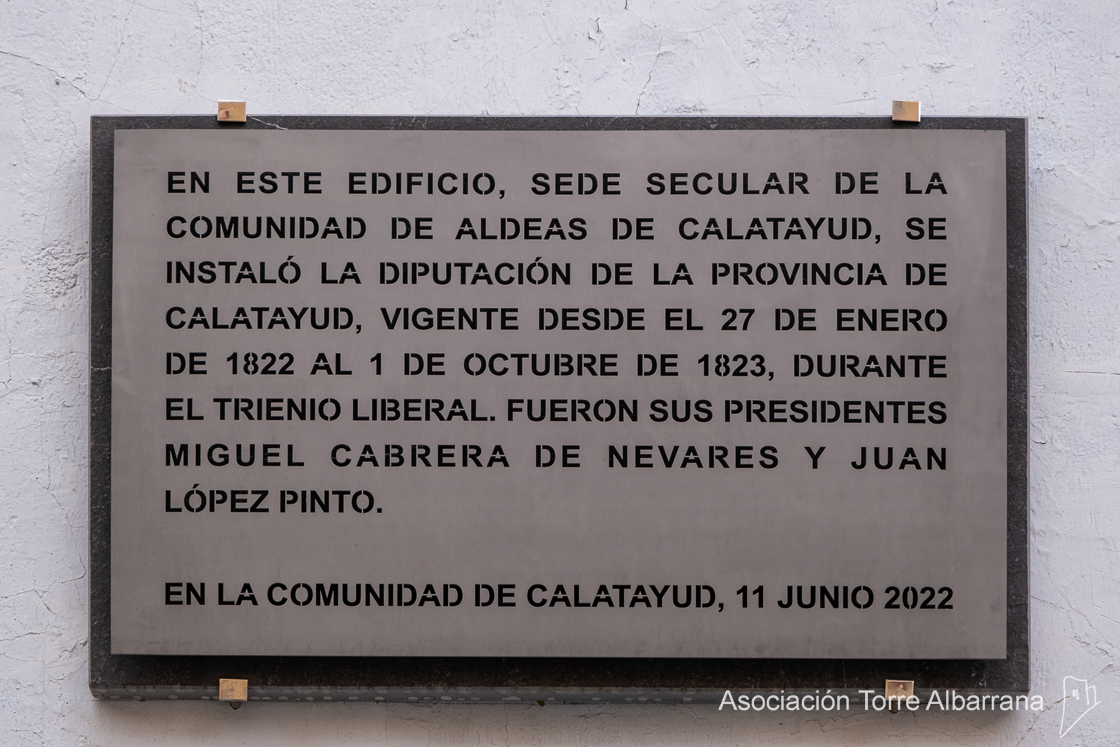 EN ESTE EDIFICIO, SEDE SECULAR DE LA
COMUNIDAD DE ALDEAS DE CALATAYUD, SE
INSTALÓ LA DIPUTACIÓN DE LA PROVINCIA DE
CALATAYUD, VIGENTE DESDE EL 27 DE ENERO
DE 1822 AL 1 DE OCTUBRE DE 1823, DURANTE
EL TRIENIO LIBERAL. FUERON SUS PRESIDENTES
MIGUEL CABRERA DE NEVARES Y JUAN
LÓPEZ PINTO.
EN LA COMUNIDAD DE CALATAYUD, 11 JUNIO 2022
Asociación Torre Albarrana